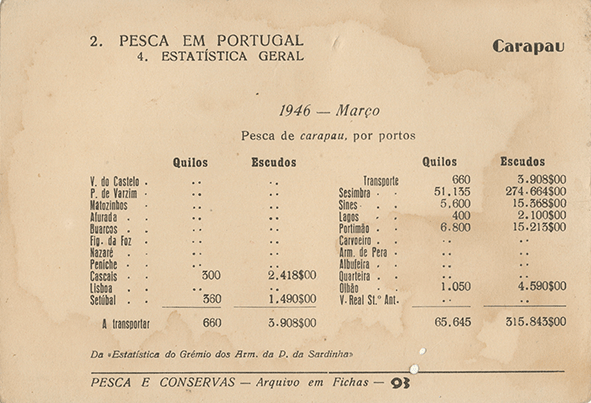 2. PESCA EM PORTUGAL Carapau
4. ESTATÍSTICA GERAL
1946 — Março
Pesca de carapau, por portos
Quilos Escudos Quilos Escudos
V. do Castelo . .. .. Transporte 660 3.908$00
P. de Varzim . .. .. Sesimbra . . 51.135 274.664$00
Matozinhos .. .. Sines . . 5,600 15.368$00
Afurada . . .. .. Lagos . . 400 2.100$00
Buarcos . . .. .. Portimão . . 6.800 15.213$00
Fig. da Foz . .. .. Carvoeiro . . .. ..
Nazaré . . .. .. Arm. de Pera . .. ..
Peniche . . .. .. Albufeira . . .. ..
Cascais . . 300 2.418$00 Quarteira . . .. ..
Lisboa . . .. .. Olhão . . 1.050 4.590$00
Setúbal . . 360 1.490$00 V. Real St.º Ant. .. ..
A transportar 660 3.908$00 65.645 315.843$00
Da «Estatística do Grémio dos Arm. da P. da Sardinha»
PESCA E CONSERVAS — Arquivo em Fichas — 93